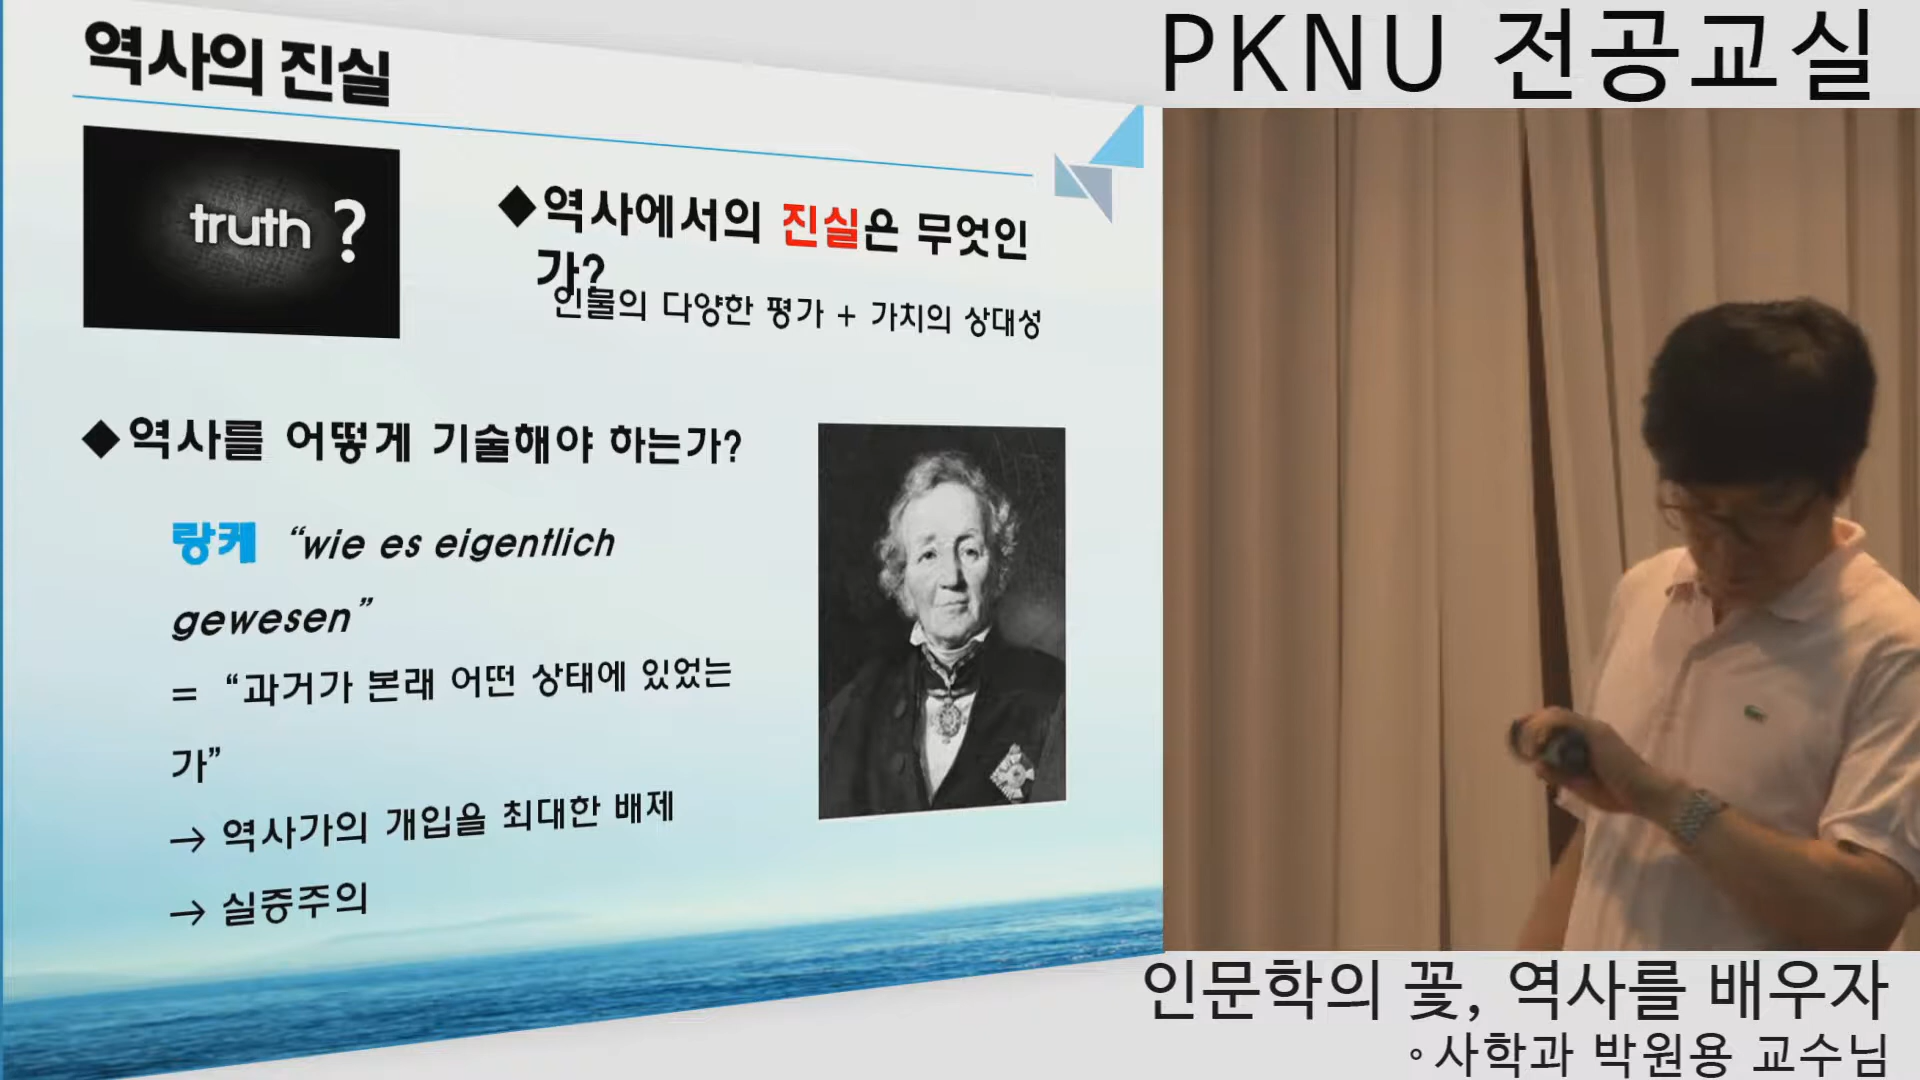 역사의 진실
truth ?
◆역사에서의 진실은 무엇인
가?
인물의 다양한 평가 + 가치의 상대성
◆역사를 어떻게 기술해야 하는가?
랑케 “wie es eigentlich
gewesen”
= “과거가 본래 어떤 상태에 있었는
가”
→ 역사가의 개입을 최대한 배제
→ 실증주의
PKNU 전공교실
인문학의 꽃, 역사를 배우자
◦사학과 박원용 교수님